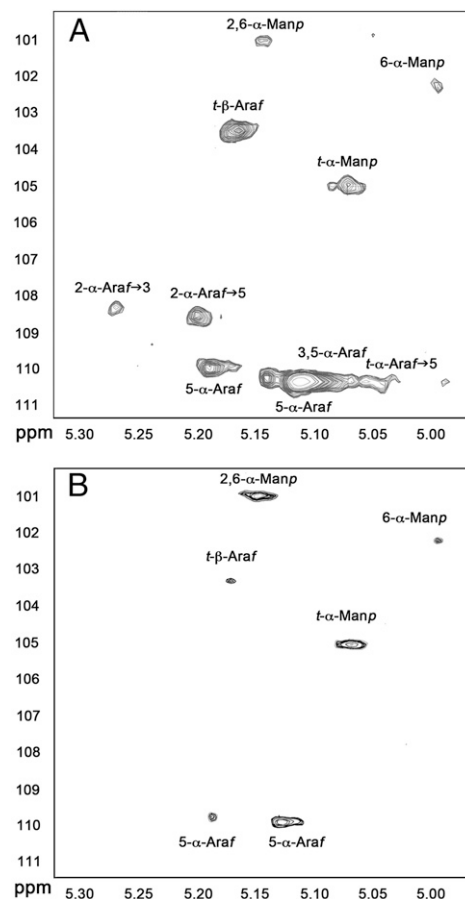 A
2,6-α-Manp
101
6-α-Manp
102
t-β-Araf
103
104
t-α-Manp
105
106
107
2-α-Araf→3
2-α-Araf→5
108
109
3,5-α-Araf
110
t-α-Araf→5
5-α-Araf
5-α-Araf
111
ppm 5.30 5.25 5.20 5.15 5.10 5.05 5.00
B
2,6-α-Manp
101
6-α-Manp
102
t-β-Araf
103
104
t-α-Manp
105
106
107
108
109
110
5-α-Araf 5-α-Araf
111
ppm 5.30 5.25 5.20 5.15 5.10 5.05 5.00